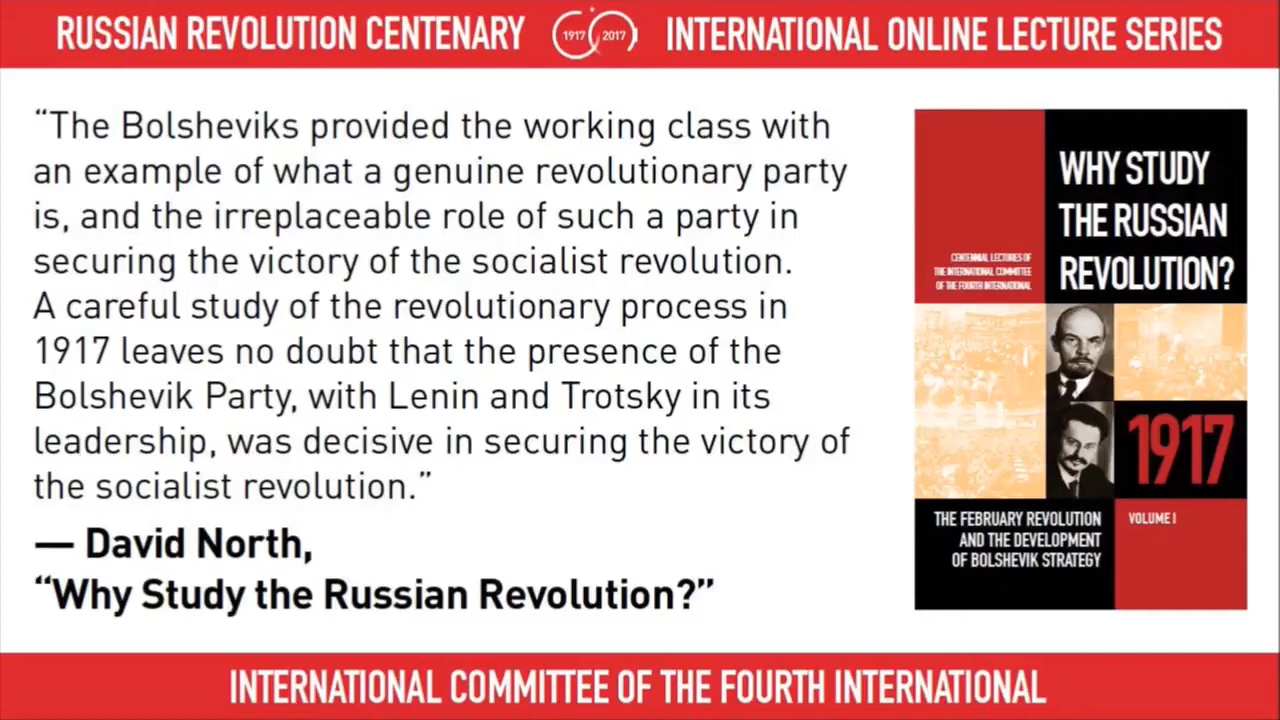 RUSSIAN REVOLUTION CENTENARY
1917
2017
INTERNATIONAL ONLINE LECTURE SERIES
“The Bolsheviks provided the working class with
an example of what a genuine revolutionary party
is, and the irreplaceable role of such a party in
securing the victory of the socialist revolution.
A careful study of the revolutionary process in
1917 leaves no doubt that the presence of the
Bolshevik Party, with Lenin and Trotsky in its
leadership, was decisive in securing the victory of
the socialist revolution.”
— David North,
“Why Study the Russian Revolution?”
WHY STUDY
THE RUSSIAN
REVOLUTION?
CENTENNIAL LECTURES OF
THE INTERNATIONAL COMMITTEE
OF THE FOURTH INTERNATIONAL
1917
THE FEBRUARY REVOLUTION
AND THE DEVELOPMENT
OF BOLSHEVIK STRATEGY
VOLUME I
INTERNATIONAL COMMITTEE OF THE FOURTH INTERNATIONAL